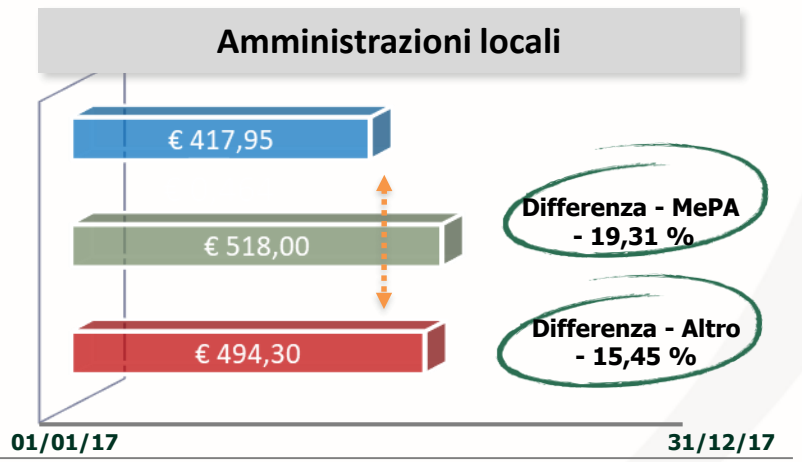 Amministrazioni locali
€ 417,95
€ 518,00
€ 494,30
Differenza - MePA
- 19,31 %
Differenza - Altro
- 15,45 %
01/01/17
31/12/17